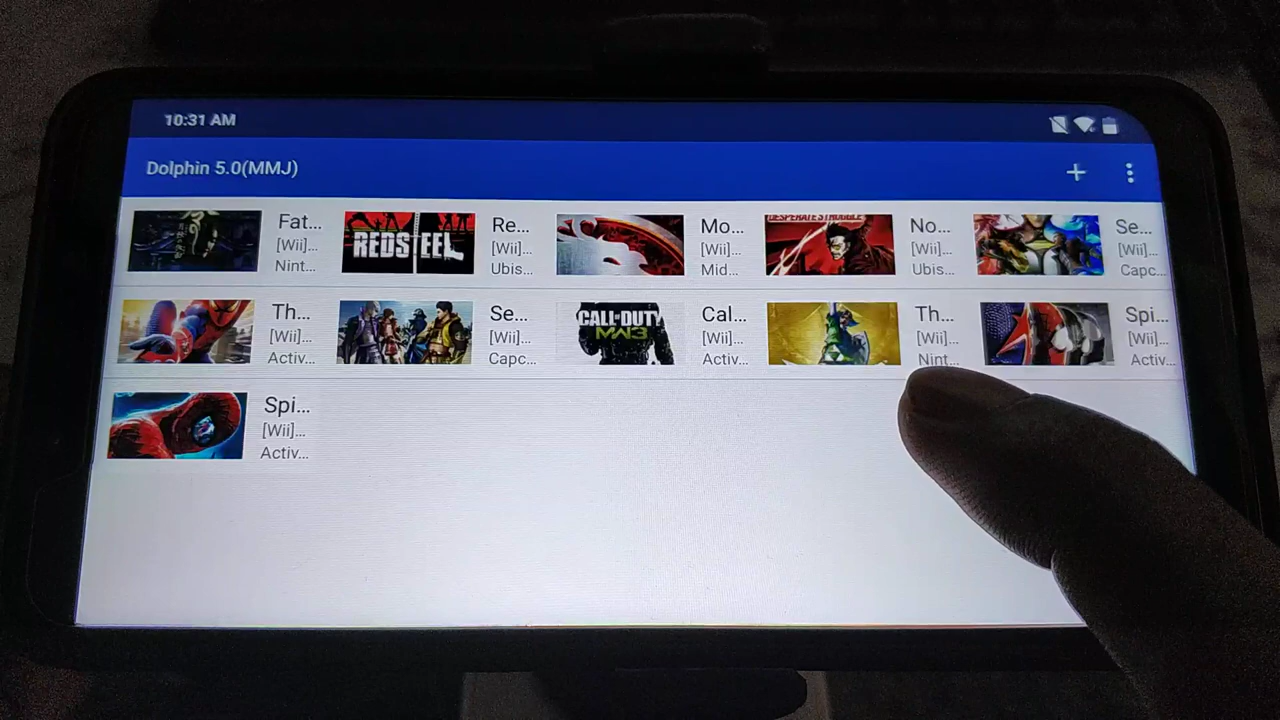 10:31 AM
Dolphin 5.0(MMJ)
Fat...
[Wii]...
Nint...
REDSTEEL
Re...
[Wii]...
Ubis...
Mo...
[Wii]...
Mid...
DESPERATE STRUGGLE
No...
[Wii]...
Ubis...
Se...
[Wii]...
Capc...
Th...
[Wii]...
Activ...
Se...
[Wii]...
Capc...
CALL·DUTY
MW3
Cal...
[Wii]...
Activ...
Th...
[Wii]...
Nint...
Spi...
[Wii]...
Activ...
Spi...
[Wii]...
Activ...